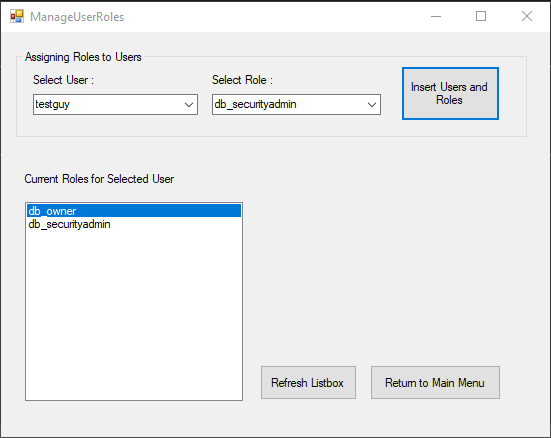 ManageUserRoles
Assigning Roles to Users
Select User :
Select Role :
testguy
db_securityadmin
Insert Users and
Roles
Current Roles for Selected User
db_owner
db_securityadmin
Refresh Listbox
Return to Main Menu